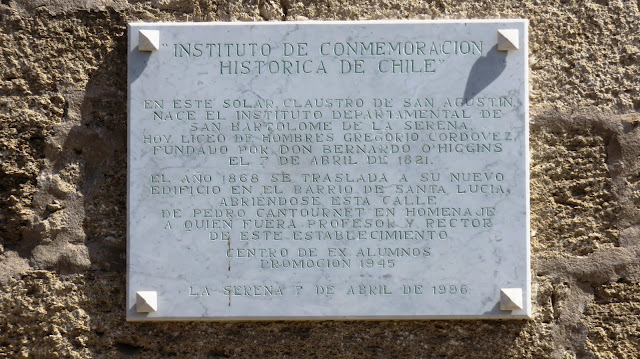 "INSTITUTO DE CONMEMORACION
HISTORICA DE CHILE"
EN ESTE SOLAR, CLAUSTRO DE SAN AGUSTIN,
NACE EL INSTITUTO DEPARTAMENTAL DE
SAN BARTOLOME DE LA SERENA,
HOY LICEO DE HOMBRES GREGORIO CORDOVEZ,
FUNDADO POR DON BERNARDO O'HIGGINS
EL 7 DE ABRIL DE 1821.
EL AÑO 1868 SE TRASLADA A SU NUEVO
EDIFICIO EN EL BARRIO DE SANTA LUCIA,
ABRIENDOSE ESTA CALLE
DE PEDRO CANTOURNET EN HOMENAJE
A QUIEN FUERA PROFESOR Y RECTOR
DE ESTE ESTABLECIMIENTO
CENTRO DE EX ALUMNOS
PROMOCION 1945
LA SERENA 7 DE ABRIL DE 1996